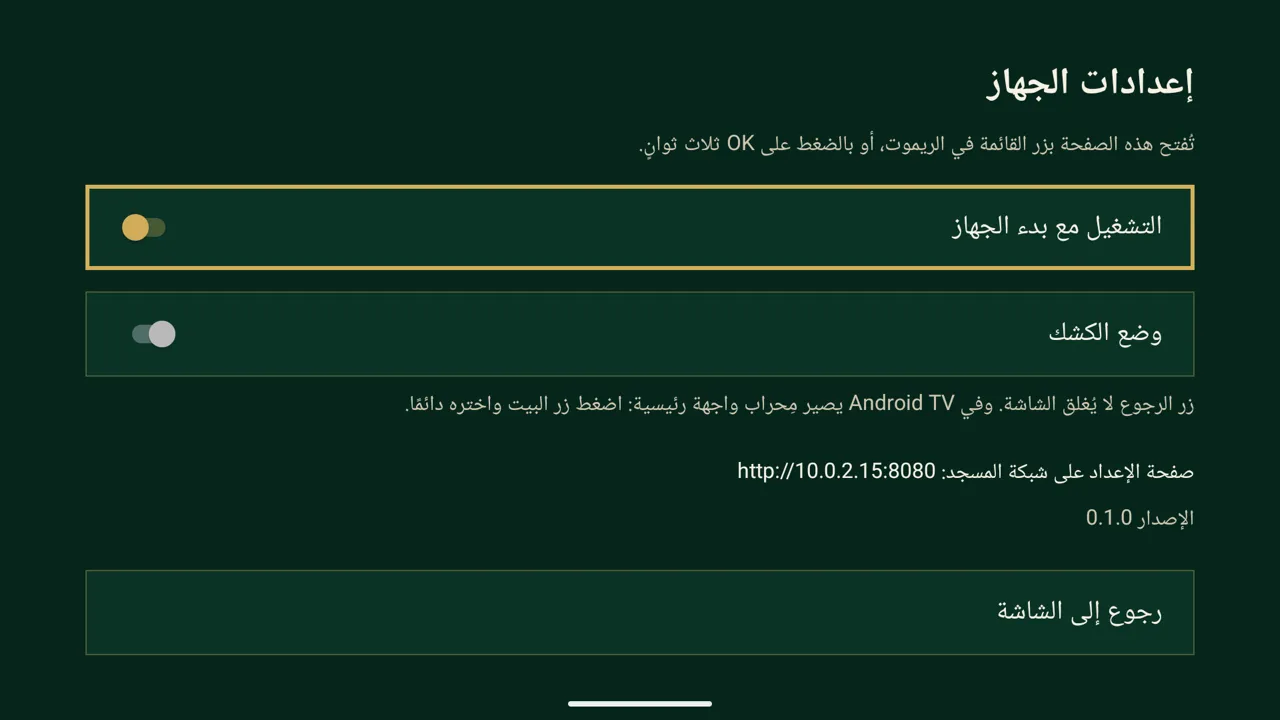 إعدادات الجهاز
تُفتح هذه الصفحة بزر القائمة في الريموت، أو بالضغط على OK ثلاث ثوانٍ.
التشغيل مع بدء الجهاز
وضع الكشك
زر الرجوع لا يُغلق الشاشة. وفي Android TV يصير مِحراب واجهة رئيسية: اضغط زر البيت واختره دائمًا.
صفحة الإعداد على شبكة المسجد: http://10.0.2.15:8080
الإصدار 0.1.0
رجوع إلى الشاشة